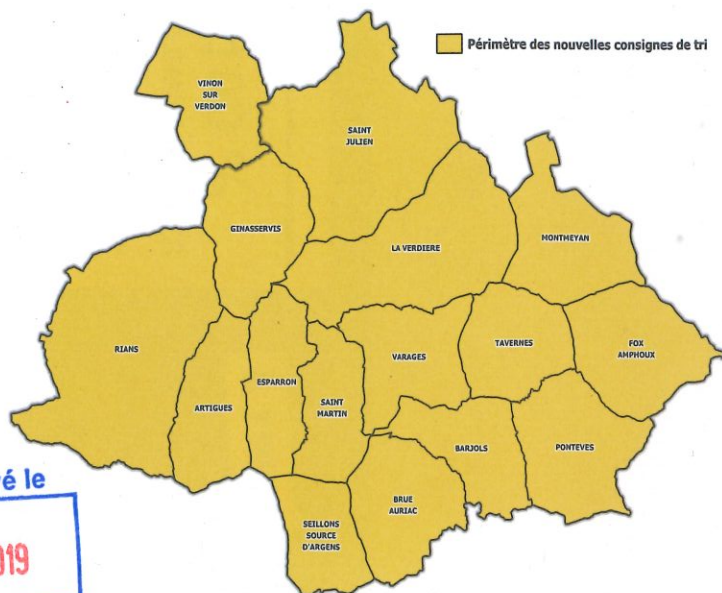 Périmètre des nouvelles consignes de tri
VINON
SUR
VERDON
SAINT
JULIEN
GINASSERVIS
LA VERDIERE
MONTMEYAN
RIANS
ARTIGUES
ESPARRON
SAINT
MARTIN
VARAGES
TAVERNES
FOX
AMPHOUX
BARJOLS
PONTEVES
BRUE
AURIAC
SEILLONS
SOURCE
D'ARGENS
é le
019